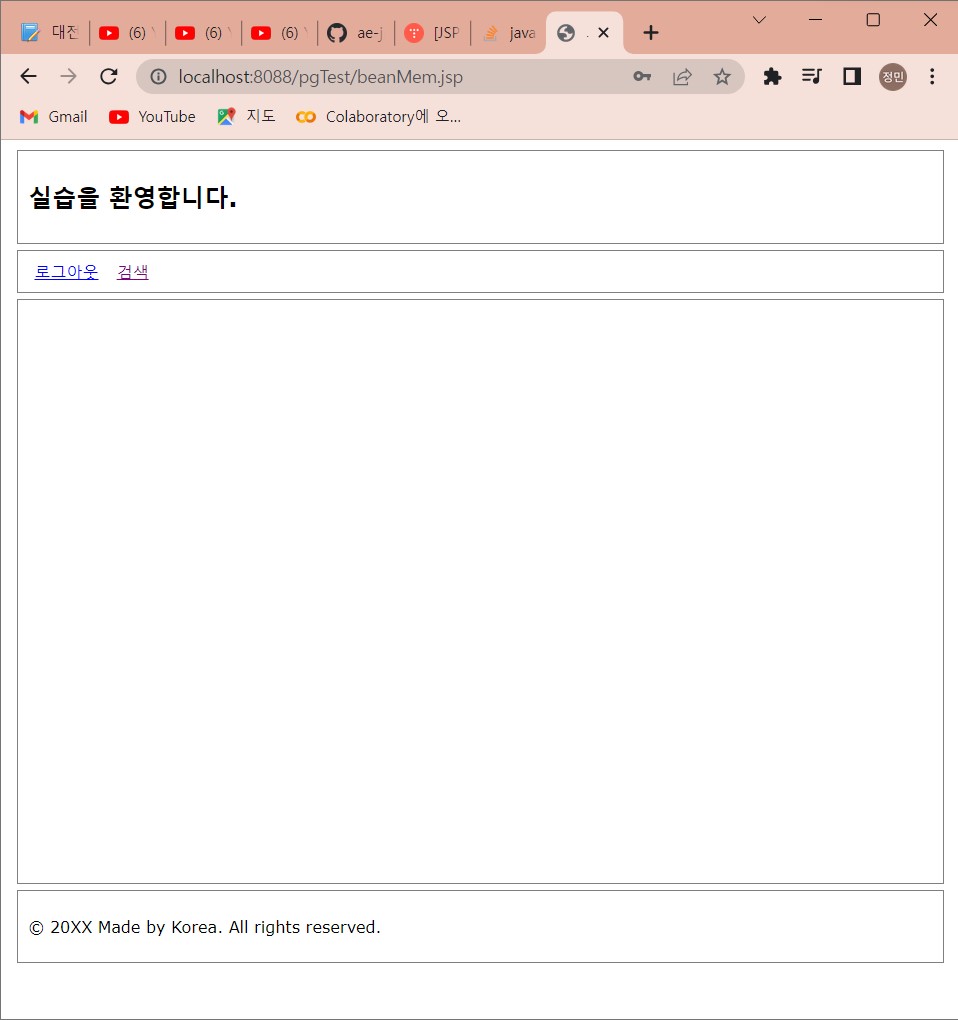 대전 (6) (6) (6) ae-j [JSP java
localhost:8088/pgTest/beanMem.jsp 정민
Gmail YouTube 지도 Colaboratory에 오...
실습을 환영합니다.
로그아웃 검색
© 20XX Made by Korea. All rights reserved.